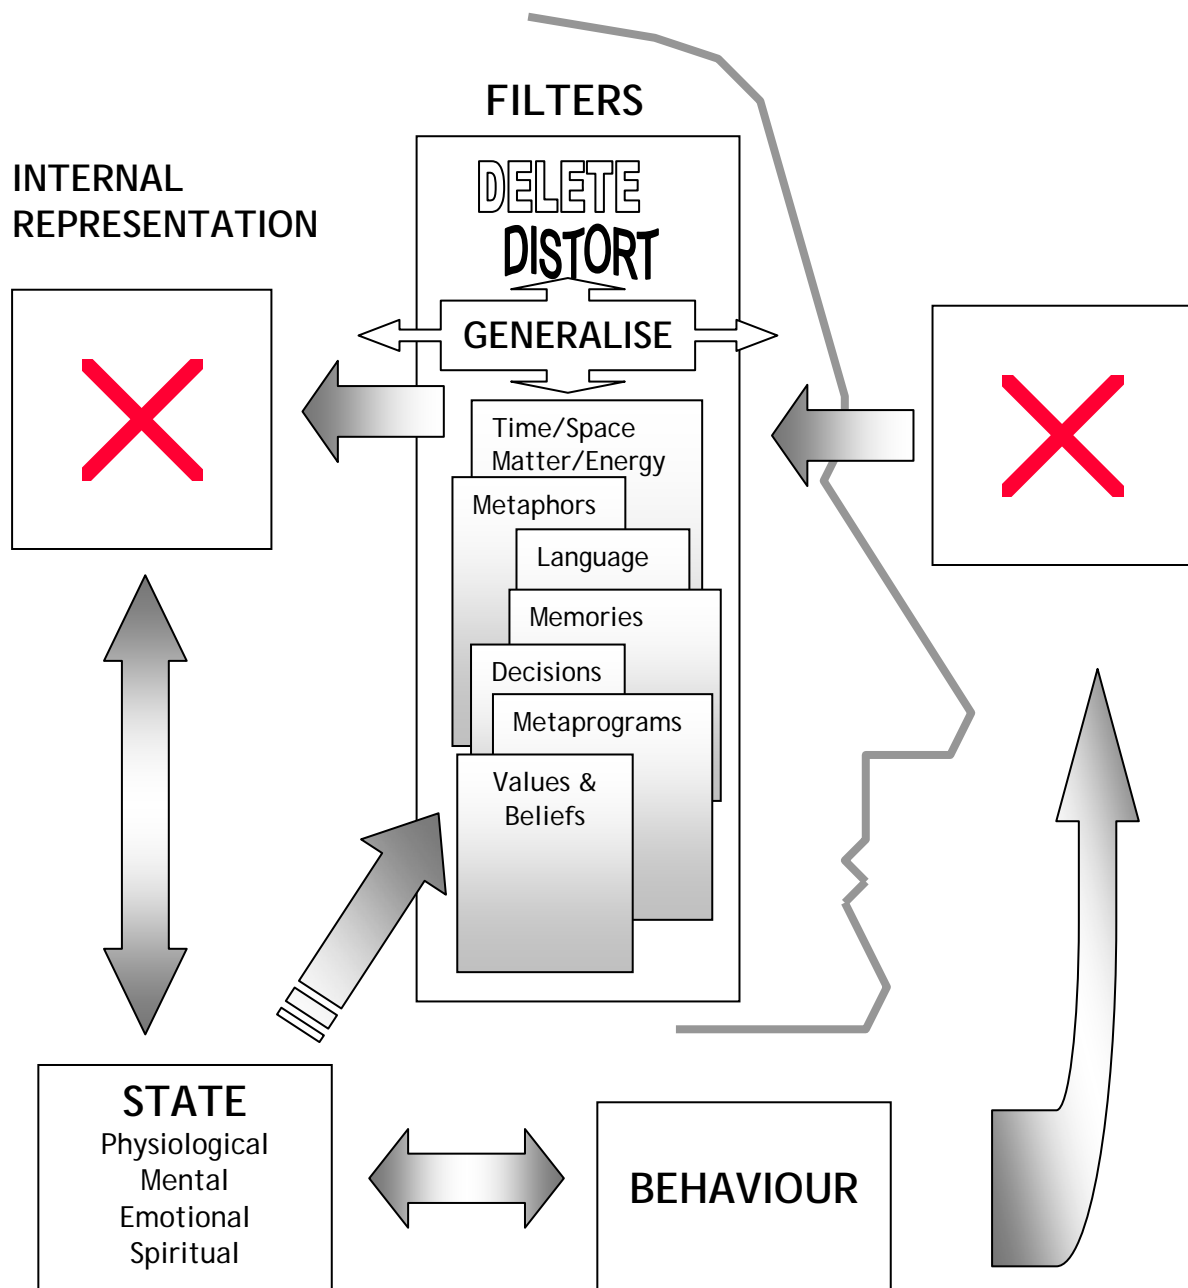 FILTERS
INTERNAL
REPRESENTATION
DELETE
DISTORT
GENERALISE
Time/Space
Matter/Energy
Metaphors
Language
Memories
Decisions
Metaprograms
Values &
Beliefs
STATE
Physiological
Mental
Emotional
Spiritual
BEHAVIOUR